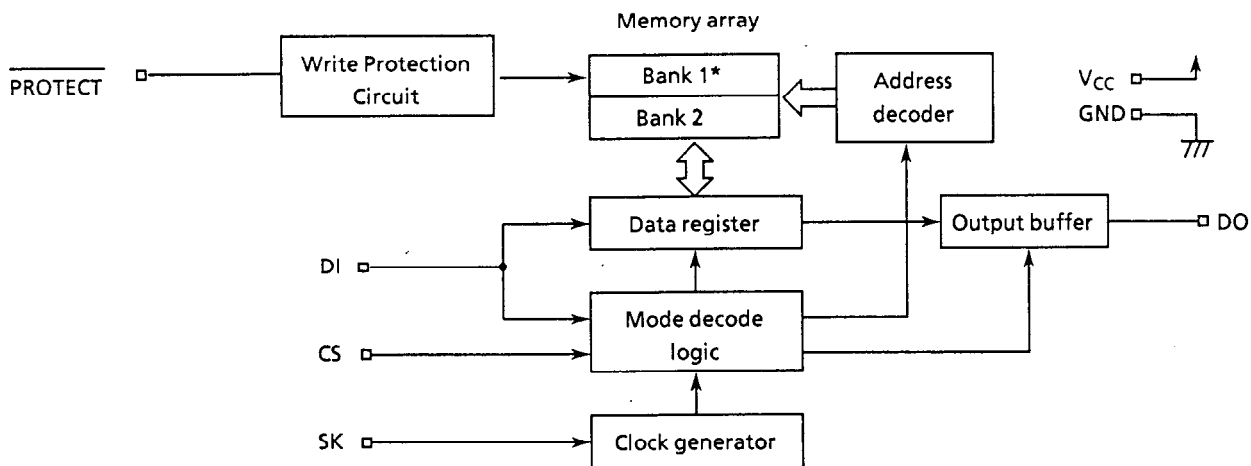 Memory array
PROTECT
Write Protection
Circuit
Bank 1*
Bank 2
Address
decoder
VCC
GND
Data register
Output buffer
DO
DI
Mode decode
logic
CS
SK
Clock generator